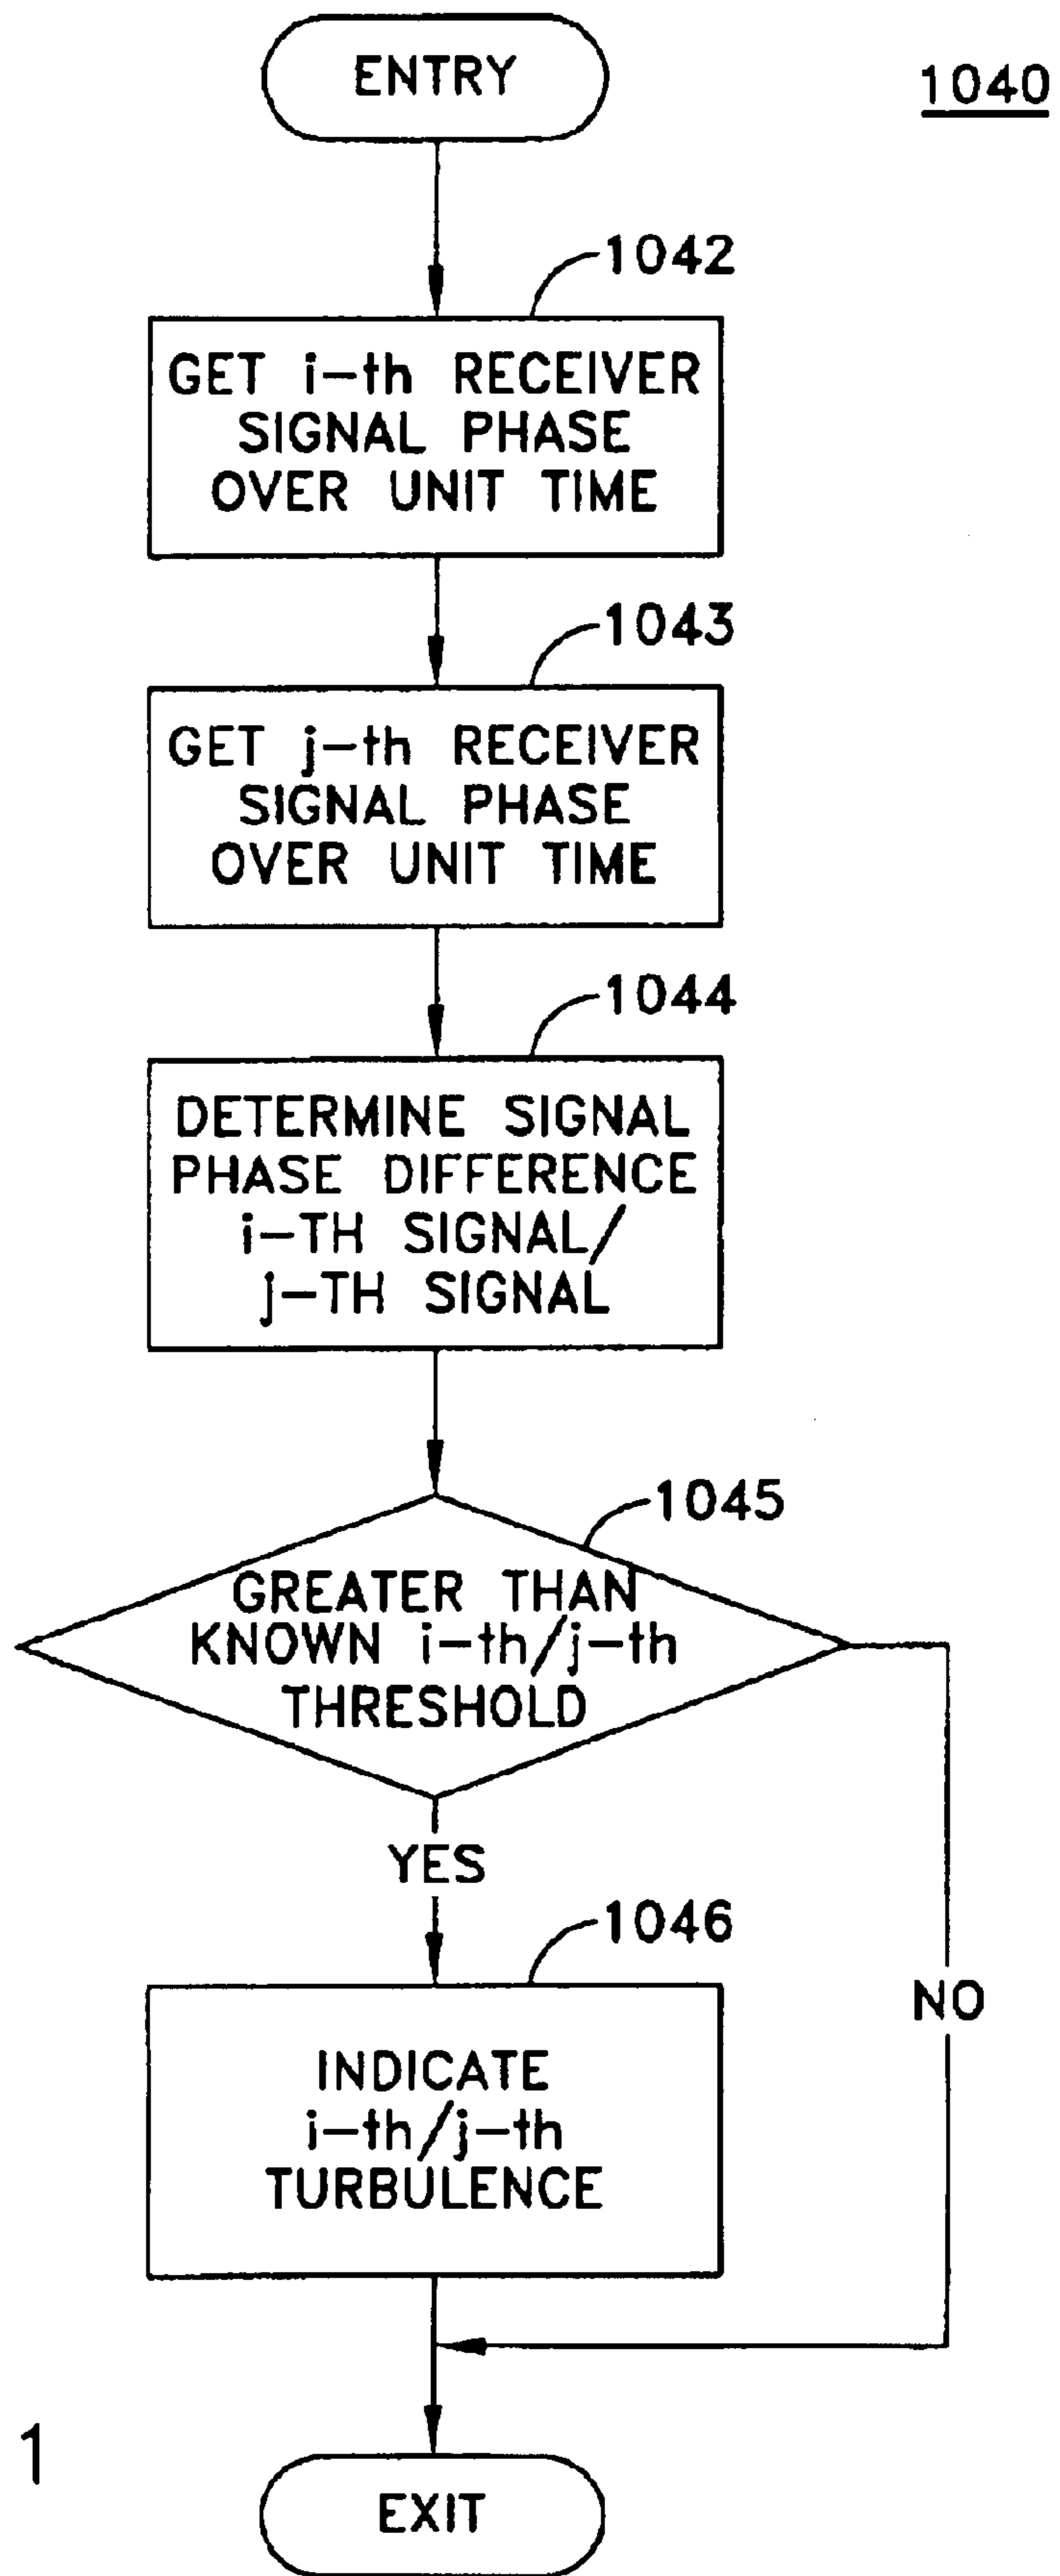 ENTRY
1040
1042
GET i-th RECEIVER
SIGNAL PHASE
OVER UNIT TIME
1043
GET j-th RECEIVER
SIGNAL PHASE
OVER UNIT TIME
1044
DETERMINE SIGNAL
PHASE DIFFERENCE
i-TH SIGNAL/
j-TH SIGNAL
1045
GREATER THAN
KNOWN i-th/j-th
THRESHOLD
YES
NO
1046
INDICATE
i-th/j-th
TURBULENCE
1
EXIT